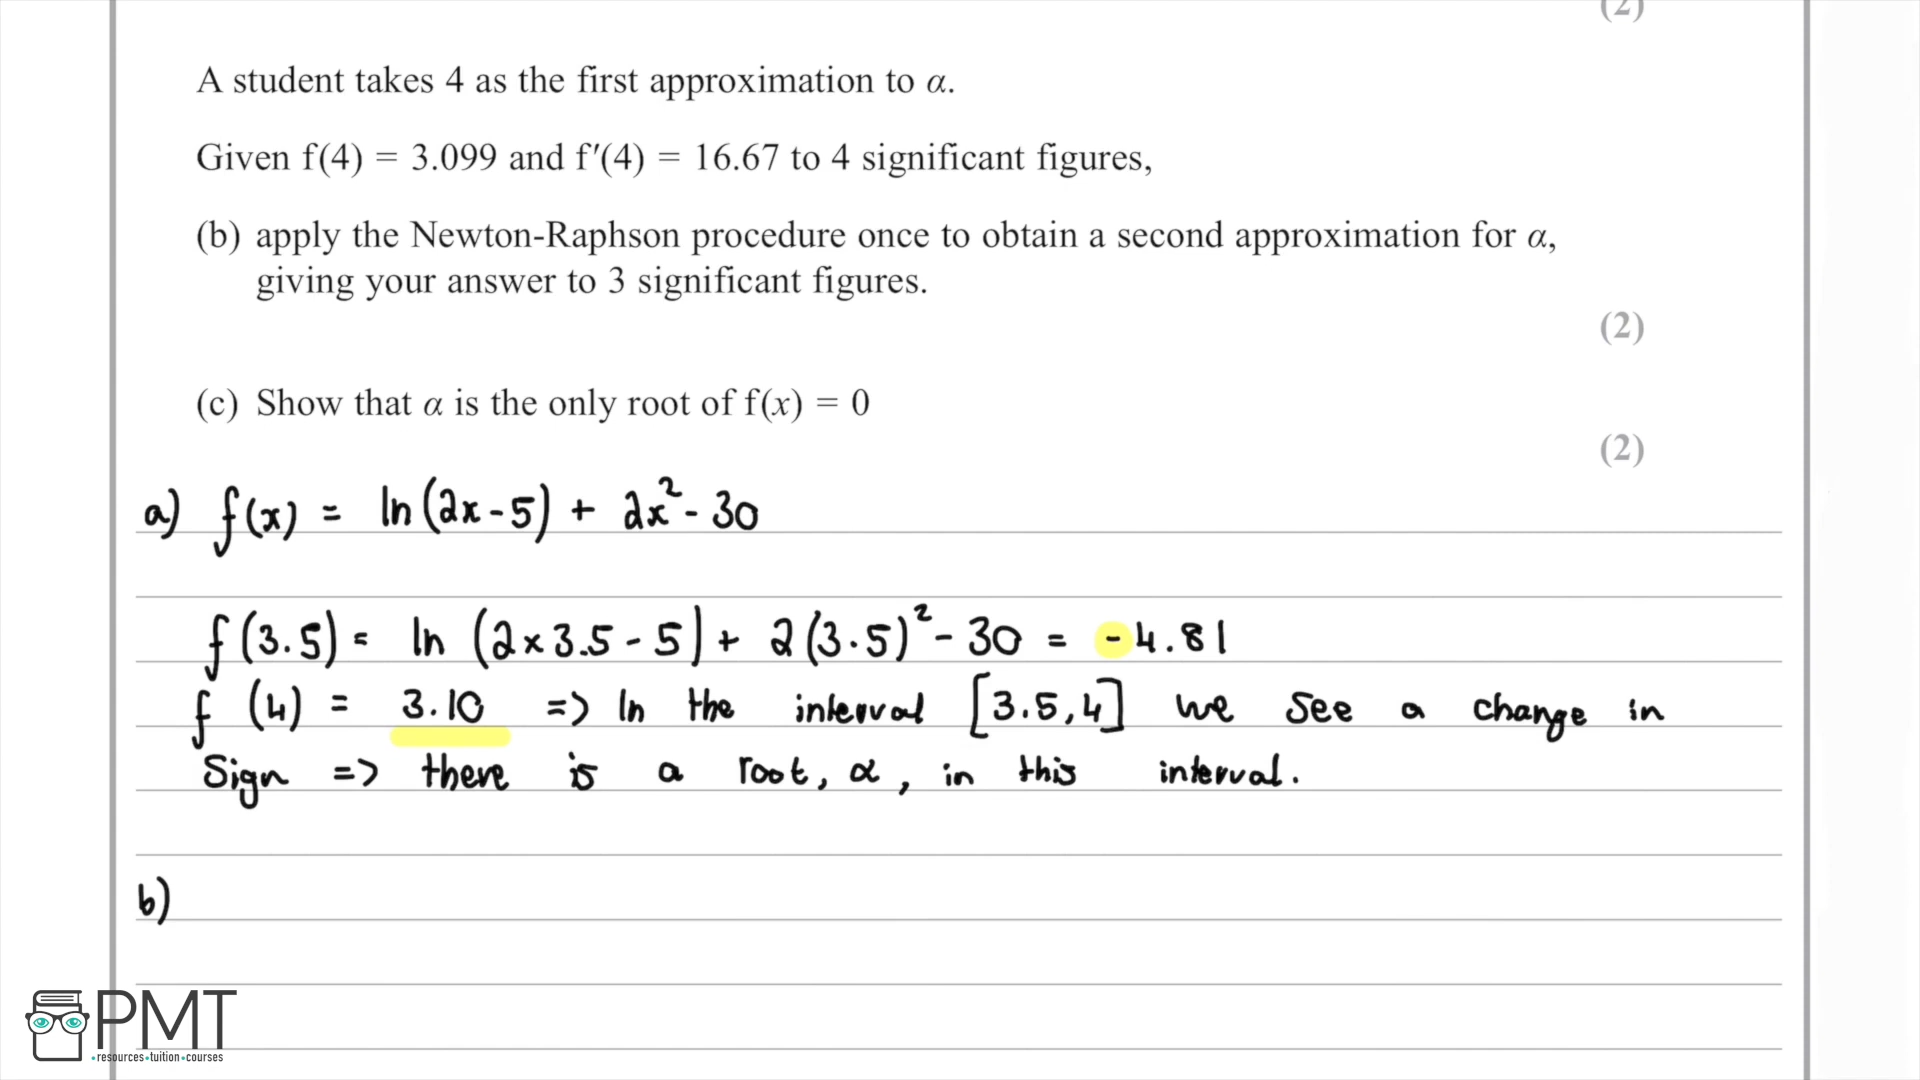 (2)
A student takes 4 as the first approximation to α.
Given f(4) = 3.099 and f′(4) = 16.67 to 4 significant figures,
(b) apply the Newton-Raphson procedure once to obtain a second approximation for α,
giving your answer to 3 significant figures.
(2)
(c) Show that α is the only root of f(x) = 0
(2)
a) f(x) = ln(2x-5) + 2x² - 30
f(3.5) = ln (2×3.5-5) + 2(3.5)² - 30 = -4.81
f (4) = 3.10 => In the interval [3.5,4] we see a change in
sign => there is a root, α, in this interval.
b)
PMT
•resources•tuition•courses